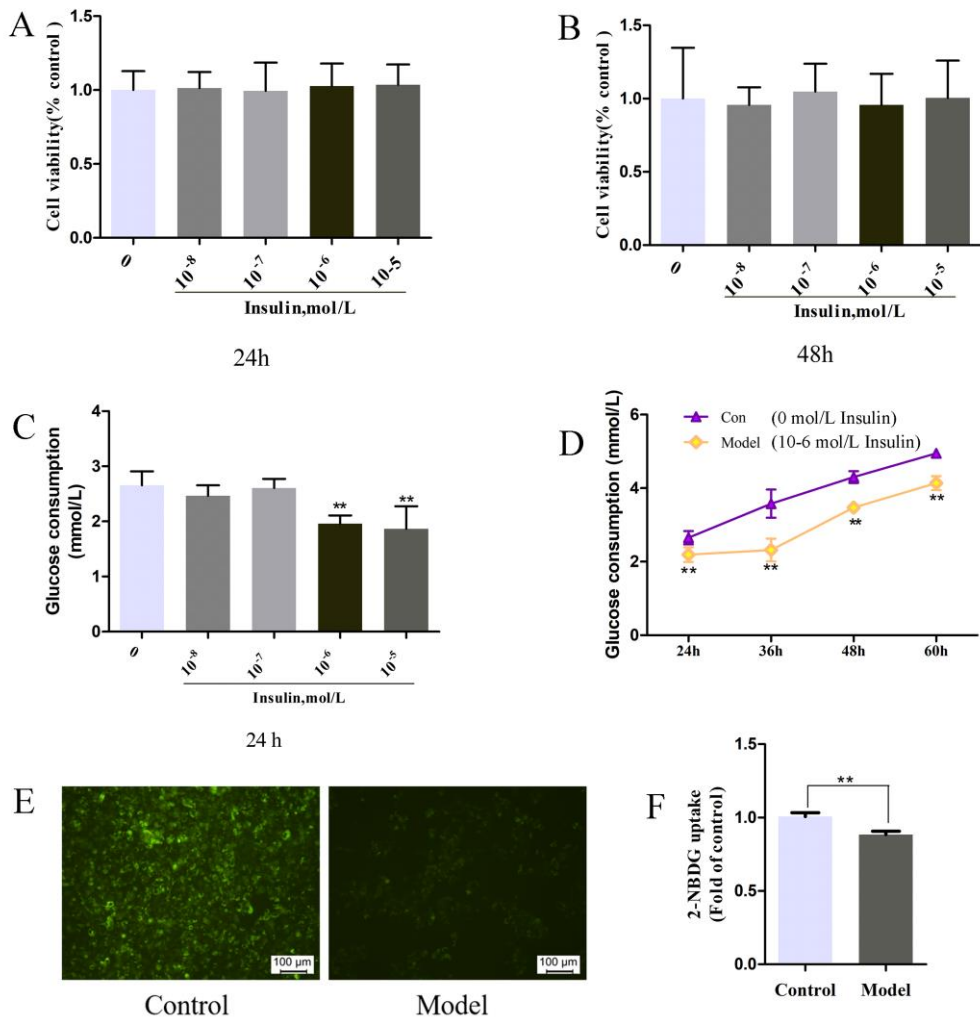 A
Cell viability(% control )
1.5
1.0
0.5
0.0
0
10⁻⁸
10⁻⁷
10⁻⁶
10-5
Insulin,mol/L
24h
B
Cell viability(% control )
1.5
1.0
0.5
0.0
0
10⁻⁸
10⁻⁷
10⁻⁶
10⁻⁵
Insulin,mol/L
48h
C
Glucose consumption
(mmol/L)
4
3
2
1
0
**
**
0
10⁻⁸
10⁻⁷
10⁻⁶
10⁻⁵
Insulin,mol/L
24 h
D
Glucose consumption (mmol/L)
6
4
2
0
Con (0 mol/L Insulin)
Model (10-6 mol/L Insulin)
**
**
**
**
24h
36h
48h
60h
E
100 µm
100 µm
Control
Model
F
2-NBDG uptake
(Fold of control)
1.5
1.0
0.5
0.0
**
Control
Model